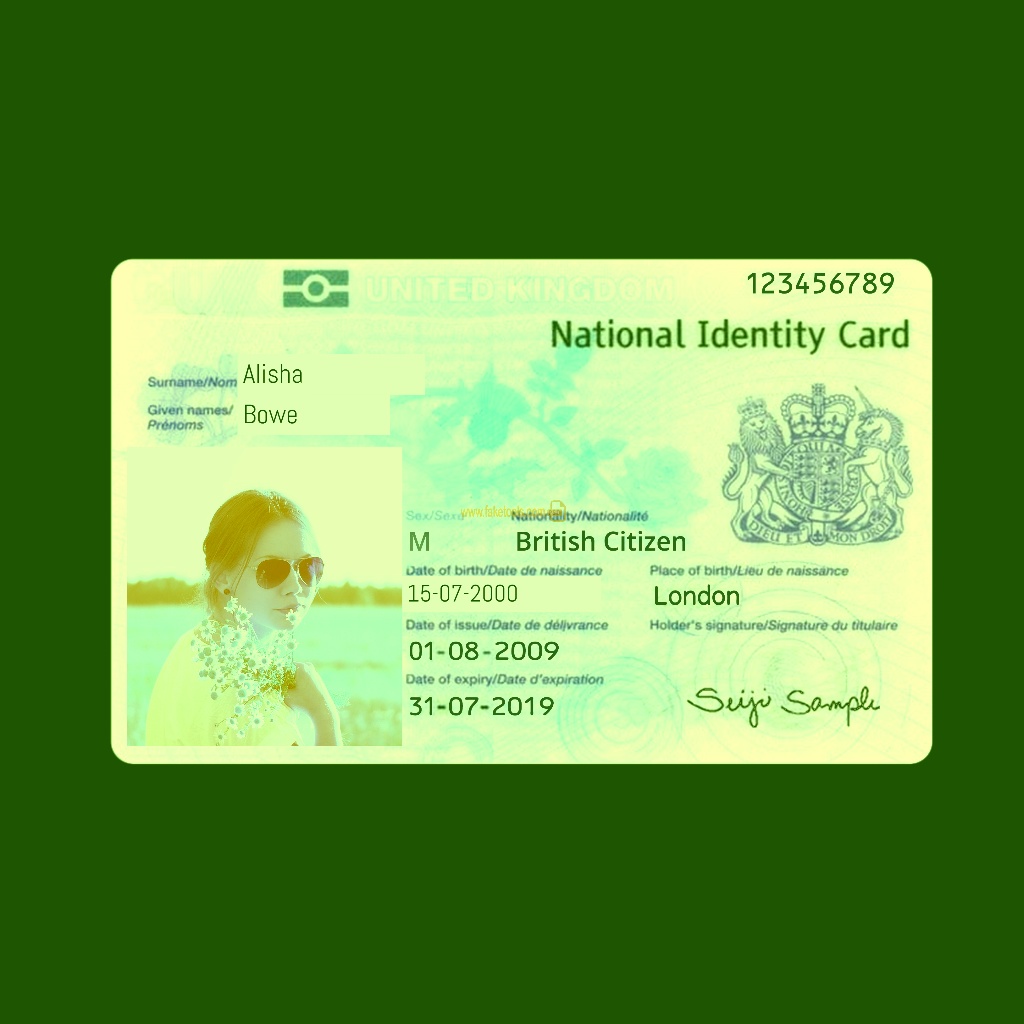 UNITED KINGDOM
123456789
National Identity Card
Surname/Nom Alisha
Given names/ Bowe
Prénoms
Sex/Sexe
Nationality/Nationalité
M
British Citizen
Date of birth/Date de naissance
Place of birth/Lieu de naissance
15-07-2000
London
Date of issue/Date de délivrance
Holder's signature/Signature du titulaire
01-08-2009
Date of expiry/Date d'expiration
31-07-2019
Seiji Sample
DIEU ET MON DROIT